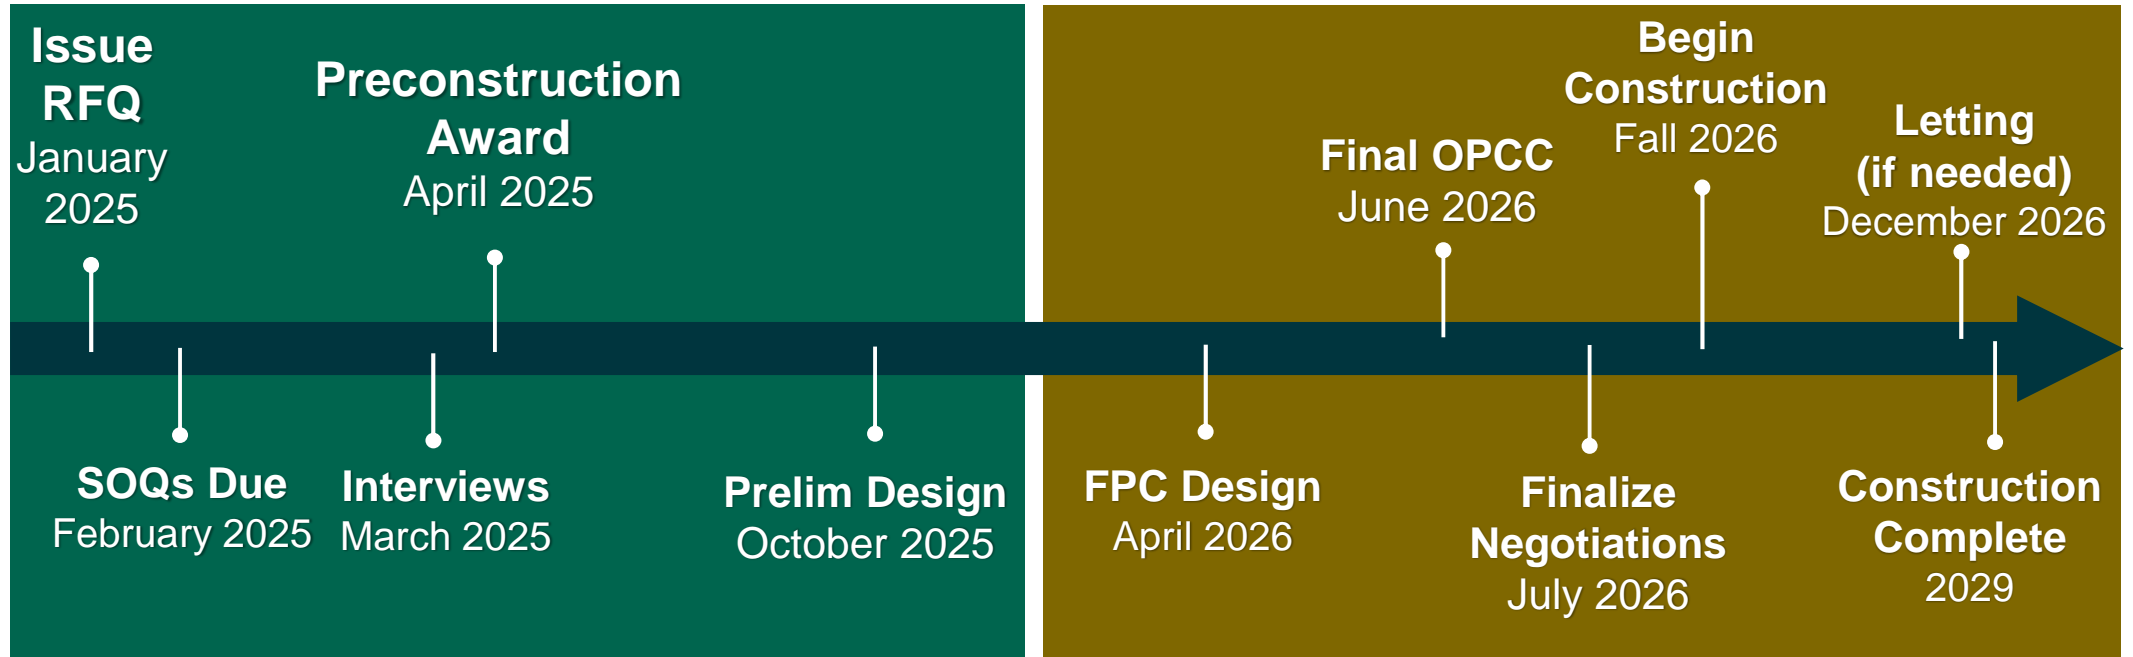 Issue
RFQ
January
2025
SOQs Due
February 2025
Interviews
March 2025
Preconstruction
Award
April 2025
Prelim Design
October 2025
FPC Design
April 2026
Final OPCC
June 2026
Finalize
Negotiations
July 2026
Begin
Construction
Fall 2026
Letting
(if needed)
December 2026
Construction
Complete
2029